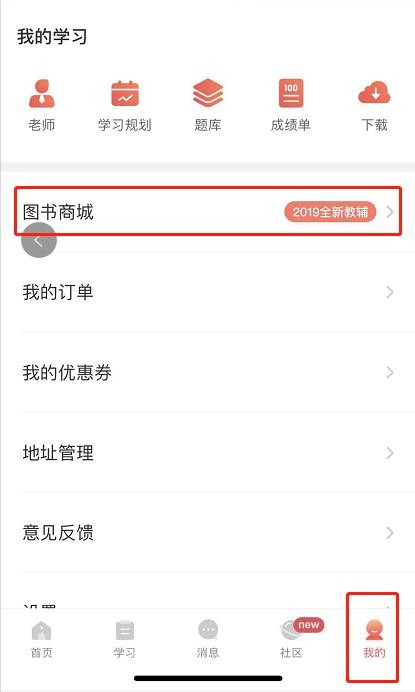 我的学习
老师 学习规划 题库 100 成绩单 下载
图书商城 2019全新教辅
我的订单
我的优惠券
地址管理
意见反馈
设置
new
首页 学习 消息 社区 我的